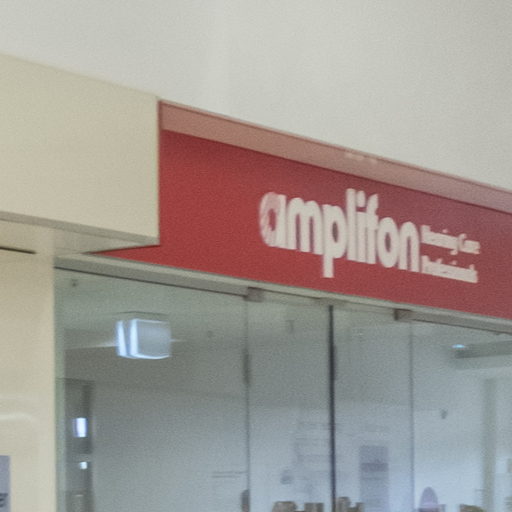 amplifon
Hearing Care
Professionals